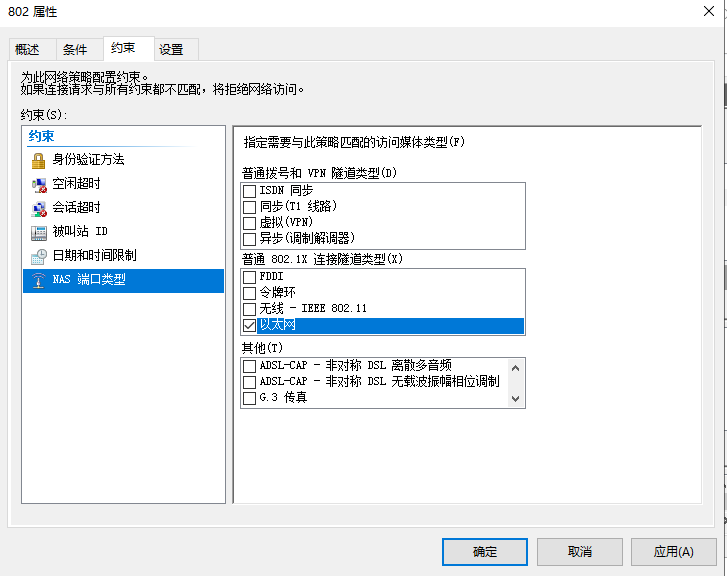 802 属性
概述 条件 约束 设置
为此网络策略配置约束。
如果连接请求与所有约束都不匹配，将拒绝网络访问。
约束(S):
约束
身份验证方法
空闲超时
会话超时
被叫站 ID
日期和时间限制
NAS 端口类型
指定需要与此策略匹配的访问媒体类型(F)
普通拨号和 VPN 隧道类型(D)
ISDN 同步
同步(T1 线路)
虚拟(VPN)
异步(调制解调器)
普通 802.1X 连接隧道类型(X)
FDDI
令牌环
无线 - IEEE 802.11
以太网
其他(T)
ADSL-CAP - 非对称 DSL 离散多音频
ADSL-CAP - 非对称 DSL 无载波振幅相位调制
G.3 传真
确定 取消 应用(A)